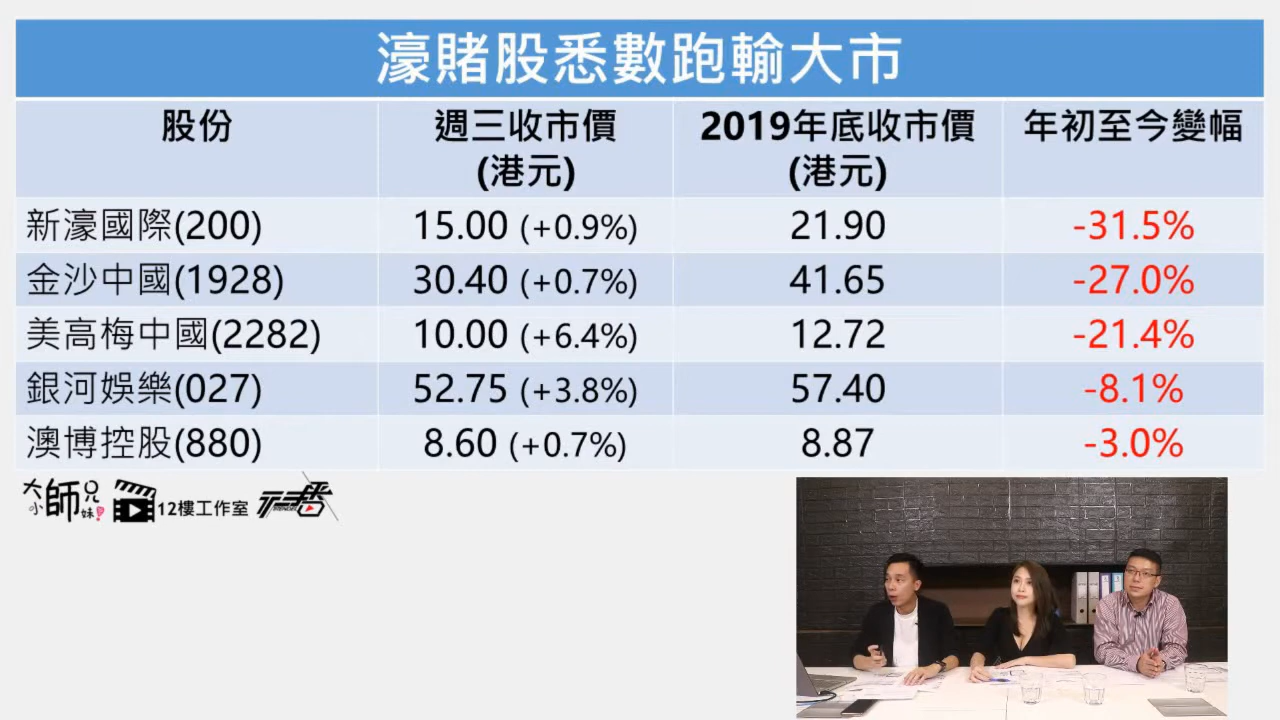 濠賭股悉數跑輸大市
股份 週三收市價 (港元) 2019年底收市價 (港元) 年初至今變幅
新濠國際(200) 15.00 (+0.9%) 21.90 -31.5%
金沙中國(1928) 30.40 (+0.7%) 41.65 -27.0%
美高梅中國(2282) 10.00 (+6.4%) 12.72 -21.4%
銀河娛樂(027) 52.75 (+3.8%) 57.40 -8.1%
澳博控股(880) 8.60 (+0.7%) 8.87 -3.0%
大小師兄妹
12樓工作室